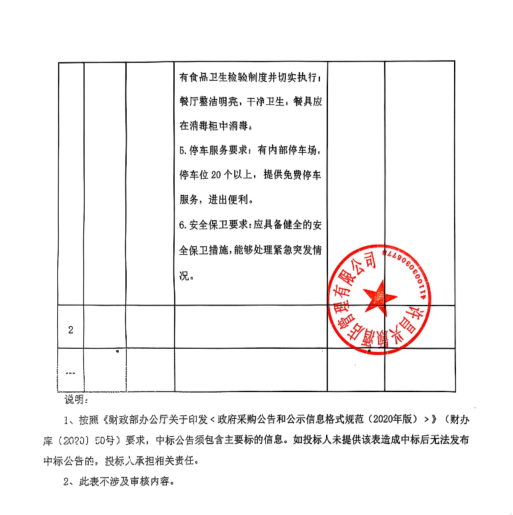 有食品卫生检验制度并切实执行；
餐厅整洁明亮，干净卫生，餐具应
在消毒柜中消毒。
5.停车服务要求：有内部停车场，
停车位20个以上，提供免费停车
服务，进出便利。
6.安全保卫要求：应具备健全的安
全保卫措施，能够处理紧急突发情
况。
2
...
说明：
1、按照《财政部办公厅关于印发<政府采购公告和公示信息格式规范（2020年版）>》（财办
库〔2020〕50号）要求，中标公告须包含主要标的信息。如投标人未提供该表造成中标后无法发布
中标公告的，投标人承担相关责任。
2、此表不涉及审核内容。